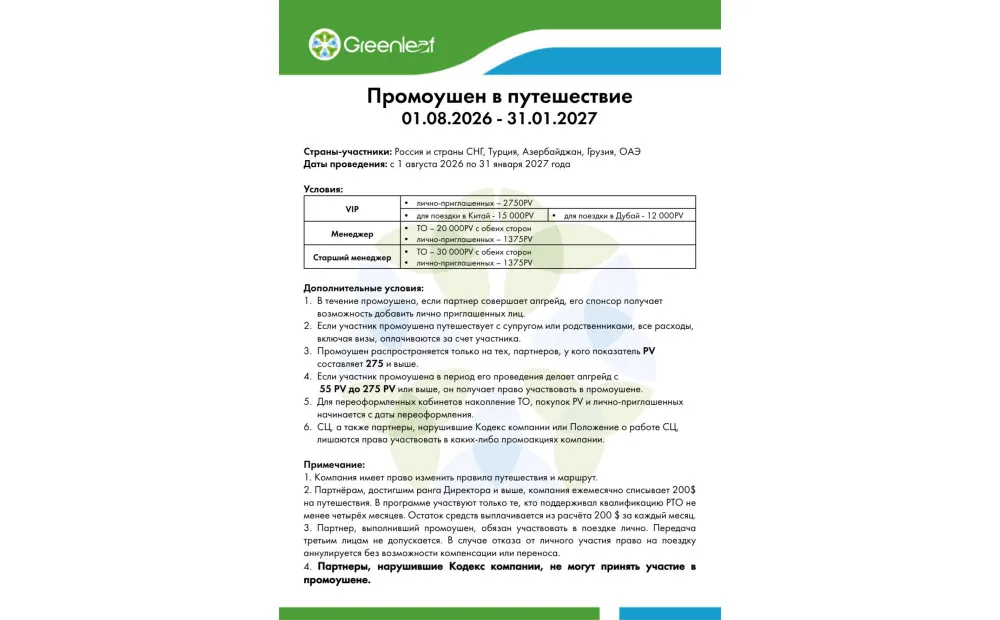 Greenleaf
Промоушен в путешествие
01.08.2026 - 31.01.2027
Страны-участники: Россия и страны СНГ, Турция, Азербайджан, Грузия, ОАЭ
Даты проведения: с 1 августа 2026 по 31 января 2027 года
Условия:
VIP
• лично-приглашенных – 2750PV
• для поездки в Китай - 15 000PV • для поездки в Дубай - 12 000PV
Менеджер
• ТО – 20 000PV с обеих сторон
• лично-приглашенных – 1375PV
Старший менеджер
• ТО – 30 000PV с обеих сторон
• лично-приглашенных – 1375PV
Дополнительные условия:
1. В течение промоушена, если партнер совершает апгрейд, его спонсор получает
возможность добавить лично приглашенных лиц.
2. Если участник промоушена путешествует с супругом или родственниками, все расходы,
включая визы, оплачиваются за счет участника.
3. Промоушен распространяется только на тех, партнеров, у кого показатель PV
составляет 275 и выше.
4. Если участник промоушена в период его проведения делает апгрейд с
55 PV до 275 PV или выше, он получает право участвовать в промоушене.
5. Для переоформленных кабинетов накопление ТО, покупок PV и лично-приглашенных
начинается с даты переоформления.
6. СЦ, а также партнеры, нарушившие Кодекс компании или Положение о работе СЦ,
лишаются права участвовать в каких-либо промоакциях компании.
Примечание:
1. Компания имеет право изменить правила путешествия и маршрут.
2. Партнёрам, достигшим ранга Директора и выше, компания ежемесячно списывает 200$
на путешествия. В программе участвуют только те, кто поддерживал квалификацию РТО не
менее четырёх месяцев. Остаток средств выплачивается из расчёта 200 $ за каждый месяц.
3. Партнер, выполнивший промоушен, обязан участвовать в поездке лично. Передача
третьим лицам не допускается. В случае отказа от личного участия право на поездку
аннулируется без возможности компенсации или переноса.
4. Партнеры, нарушившие Кодекс компании, не могут принять участие в
промоушене.